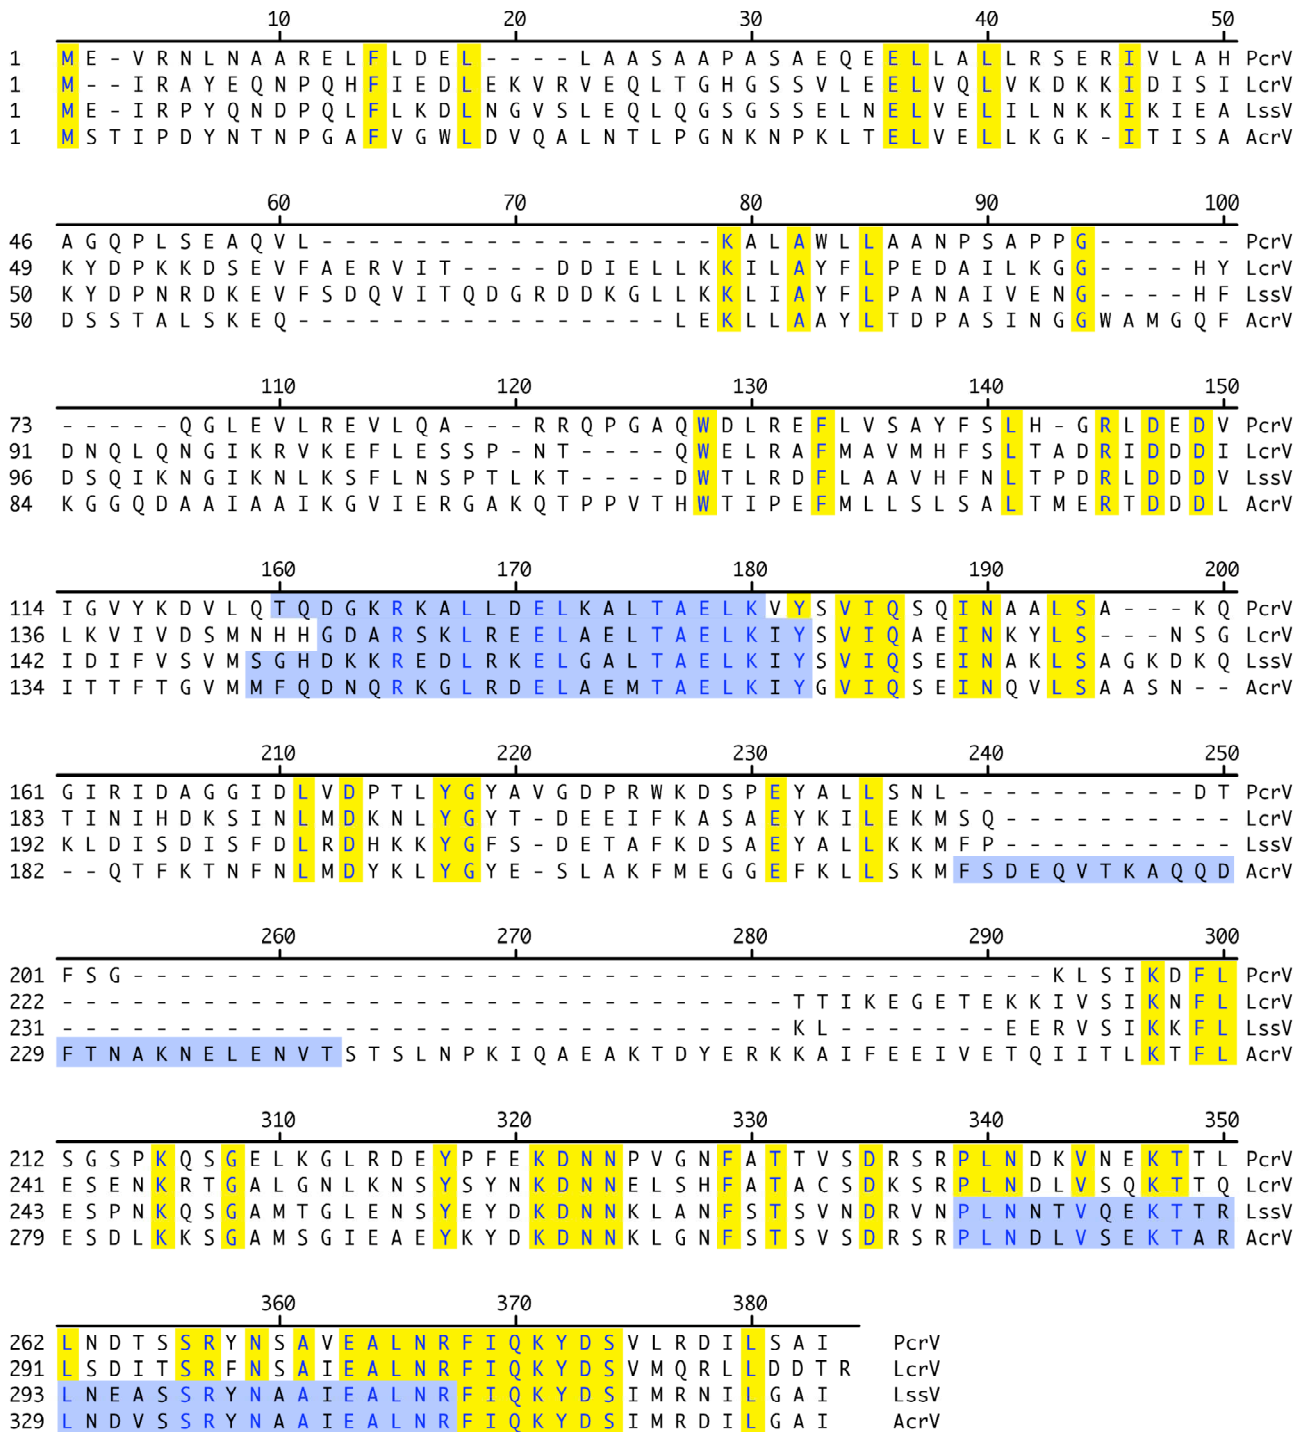 10 20 30 40 50
1 M E - V R N L N A A R E L F L D E L - - - - L A A S A A P A S A E Q E E L L A L L R S E R I V L A H PcrV
1 M - - I R A Y E Q N P Q H F I E D L E K V R V E Q L T G H G S S V L E E L V Q L V K D K K I D I S I LcrV
1 M E - I R P Y Q N D P Q L F L K D L N G V S L E Q L Q G S G S S E L N E L V E L I L N K K I K I E A LssV
1 M S T I P D Y N T N P G A F V G W L D V Q A L N T L P G N K N P K L T E L V E L L K G K - I T I S A AcrV
60 70 80 90 100
46 A G Q P L S E A Q V L - - - - - - - - - - - - - - - - - K A L A W L L A A N P S A P P G - - - - - - PcrV
49 K Y D P K K D S E V F A E R V I T - - - - D D I E L L K K I L A Y F L P E D A I L K G G - - - - H Y LcrV
50 K Y D P N R D K E V F S D Q V I T Q D G R D D K G L L K K L I A Y F L P A N A I V E N G - - - - H F LssV
50 D S S T A L S K E Q - - - - - - - - - - - - - - - - L E K L L A A Y L T D P A S I N G G W A M G Q F AcrV
110 120 130 140 150
73 - - - - - Q G L E V L R E V L Q A - - - R R Q P G A Q W D L R E F L V S A Y F S L H - G R L D E D V PcrV
91 D N Q L Q N G I K R V K E F L E S S P - N T - - - - Q W E L R A F M A V M H F S L T A D R I D D D I LcrV
96 D S Q I K N G I K N L K S F L N S P T L K T - - - - D W T L R D F L A A V H F N L T P D R L D D D V LssV
84 K G G Q D A A I A A I K G V I E R G A K Q T P P V T H W T I P E F M L L S L S A L T M E R T D D D L AcrV
160 170 180 190 200
114 I G V Y K D V L Q T Q D G K R K A L L D E L K A L T A E L K V Y S V I Q S Q I N A A L S A - - - K Q PcrV
136 L K V I V D S M N H H G D A R S K L R E E L A E L T A E L K I Y S V I Q A E I N K Y L S - - - N S G LcrV
142 I D I F V S V M S G H D K K R E D L R K E L G A L T A E L K I Y S V I Q S E I N A K L S A G K D K Q LssV
134 I T T F T G V M M F Q D N Q R K G L R D E L A E M T A E L K I Y G V I Q S E I N Q V L S A A S N - - AcrV
210 220 230 240 250
161 G I R I D A G G I D L V D P T L Y G Y A V G D P R W K D S P E Y A L L S N L - - - - - - - - - - D T PcrV
183 T I N I H D K S I N L M D K N L Y G Y T - D E E I F K A S A E Y K I L E K M S Q - - - - - - - - - - LcrV
192 K L D I S D I S F D L R D H K K Y G F S - D E T A F K D S A E Y A L L K K M F P - - - - - - - - - - LssV
182 - - Q T F K T N F N L M D Y K L Y G Y E - S L A K F M E G G E F K L L S K M F S D E Q V T K A Q Q D AcrV
260 270 280 290 300
201 F S G - - - - - - - - - - - - - - - - - - - - - - - - - - - - - - - - - - - - - - - K L S I K D F L PcrV
222 - - - - - - - - - - - - - - - - - - - - - - - - - - - - - - - T T I K E G E T E K K I V S I K N F L LcrV
231 - - - - - - - - - - - - - - - - - - - - - - - - - - - - - - - K L - - - - - - - E E R V S I K K F L LssV
229 F T N A K N E L E N V T S T S L N P K I Q A E A K T D Y E R K K A I F E E I V E T Q I I T L K T F L AcrV
310 320 330 340 350
212 S G S P K Q S G E L K G L R D E Y P F E K D N N P V G N F A T T V S D R S R P L N D K V N E K T T L PcrV
241 E S E N K R T G A L G N L K N S Y S Y N K D N N E L S H F A T A C S D K S R P L N D L V S Q K T T Q LcrV
243 E S P N K Q S G A M T G L E N S Y E Y D K D N N K L A N F S T S V N D R V N P L N N T V Q E K T T R LssV
279 E S D L K K S G A M S G I E A E Y K Y D K D N N K L G N F S T S V S D R S R P L N D L V S E K T A R AcrV
360 370 380
262 L N D T S S R Y N S A V E A L N R F I Q K Y D S V L R D I L S A I PcrV
291 L S D I T S R F N S A I E A L N R F I Q K Y D S V M Q R L L D D T R LcrV
293 L N E A S S R Y N A A I E A L N R F I Q K Y D S I M R N I L G A I LssV
329 L N D V S S R Y N A A I E A L N R F I Q K Y D S I M R D I L G A I AcrV